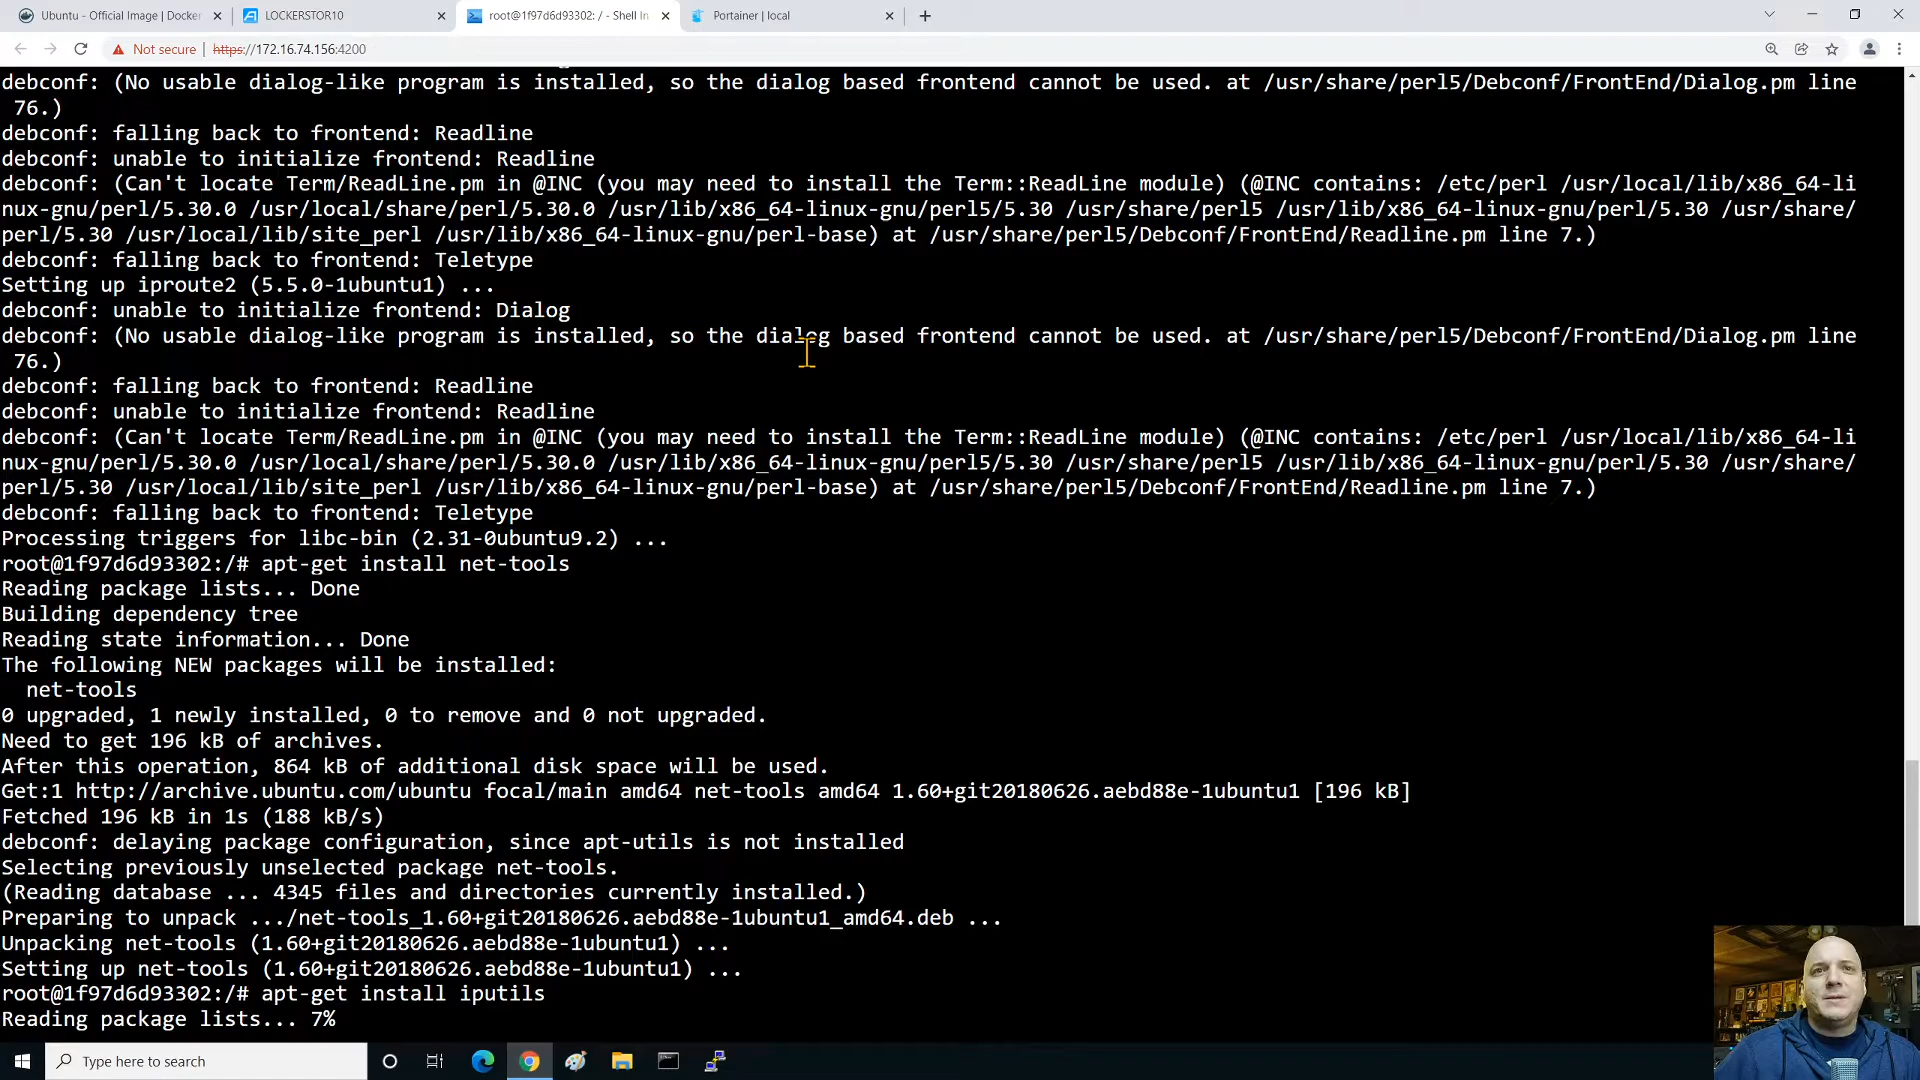 Ubuntu - Official Image | Docker
LOCKERSTOR10
root@1f97d6d93302: / - Shell In
Portainer | local
Not secure | https://172.16.74.156:4200
debconf: (No usable dialog-like program is installed, so the dialog based frontend cannot be used. at /usr/share/perl5/Debconf/FrontEnd/Dialog.pm line
76.)
debconf: falling back to frontend: Readline
debconf: unable to initialize frontend: Readline
debconf: (Can't locate Term/ReadLine.pm in @INC (you may need to install the Term::ReadLine module) (@INC contains: /etc/perl /usr/local/lib/x86_64-li
nux-gnu/perl/5.30.0 /usr/local/share/perl/5.30.0 /usr/lib/x86_64-linux-gnu/perl5/5.30 /usr/share/perl5 /usr/lib/x86_64-linux-gnu/perl/5.30 /usr/share/
perl/5.30 /usr/local/lib/site_perl /usr/lib/x86_64-linux-gnu/perl-base) at /usr/share/perl5/Debconf/FrontEnd/Readline.pm line 7.)
debconf: falling back to frontend: Teletype
Setting up iproute2 (5.5.0-1ubuntu1) ...
debconf: unable to initialize frontend: Dialog
debconf: (No usable dialog-like program is installed, so the dialog based frontend cannot be used. at /usr/share/perl5/Debconf/FrontEnd/Dialog.pm line
76.)
debconf: falling back to frontend: Readline
debconf: unable to initialize frontend: Readline
debconf: (Can't locate Term/ReadLine.pm in @INC (you may need to install the Term::ReadLine module) (@INC contains: /etc/perl /usr/local/lib/x86_64-li
nux-gnu/perl/5.30.0 /usr/local/share/perl/5.30.0 /usr/lib/x86_64-linux-gnu/perl5/5.30 /usr/share/perl5 /usr/lib/x86_64-linux-gnu/perl/5.30 /usr/share/
perl/5.30 /usr/local/lib/site_perl /usr/lib/x86_64-linux-gnu/perl-base) at /usr/share/perl5/Debconf/FrontEnd/Readline.pm line 7.)
debconf: falling back to frontend: Teletype
Processing triggers for libc-bin (2.31-0ubuntu9.2) ...
root@1f97d6d93302:/# apt-get install net-tools
Reading package lists... Done
Building dependency tree
Reading state information... Done
The following NEW packages will be installed:
net-tools
0 upgraded, 1 newly installed, 0 to remove and 0 not upgraded.
Need to get 196 kB of archives.
After this operation, 864 kB of additional disk space will be used.
Get:1 http://archive.ubuntu.com/ubuntu focal/main amd64 net-tools amd64 1.60+git20180626.aebd88e-1ubuntu1 [196 kB]
Fetched 196 kB in 1s (188 kB/s)
debconf: delaying package configuration, since apt-utils is not installed
Selecting previously unselected package net-tools.
(Reading database ... 4345 files and directories currently installed.)
Preparing to unpack .../net-tools_1.60+git20180626.aebd88e-1ubuntu1_amd64.deb ...
Unpacking net-tools (1.60+git20180626.aebd88e-1ubuntu1) ...
Setting up net-tools (1.60+git20180626.aebd88e-1ubuntu1) ...
root@1f97d6d93302:/# apt-get install iputils
Reading package lists... 7%
Type here to search